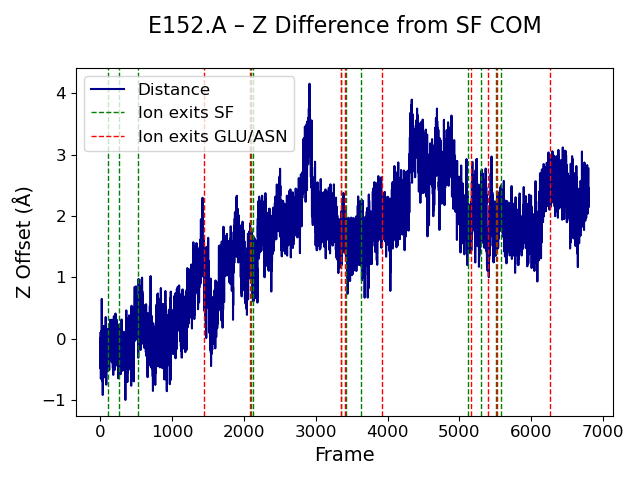 E152.A – Z Difference from SF COM
Distance
Ion exits SF
Ion exits GLU/ASN
Z Offset (Å)
4
3
2
1
0
−1
0 1000 2000 3000 4000 5000 6000 7000
Frame